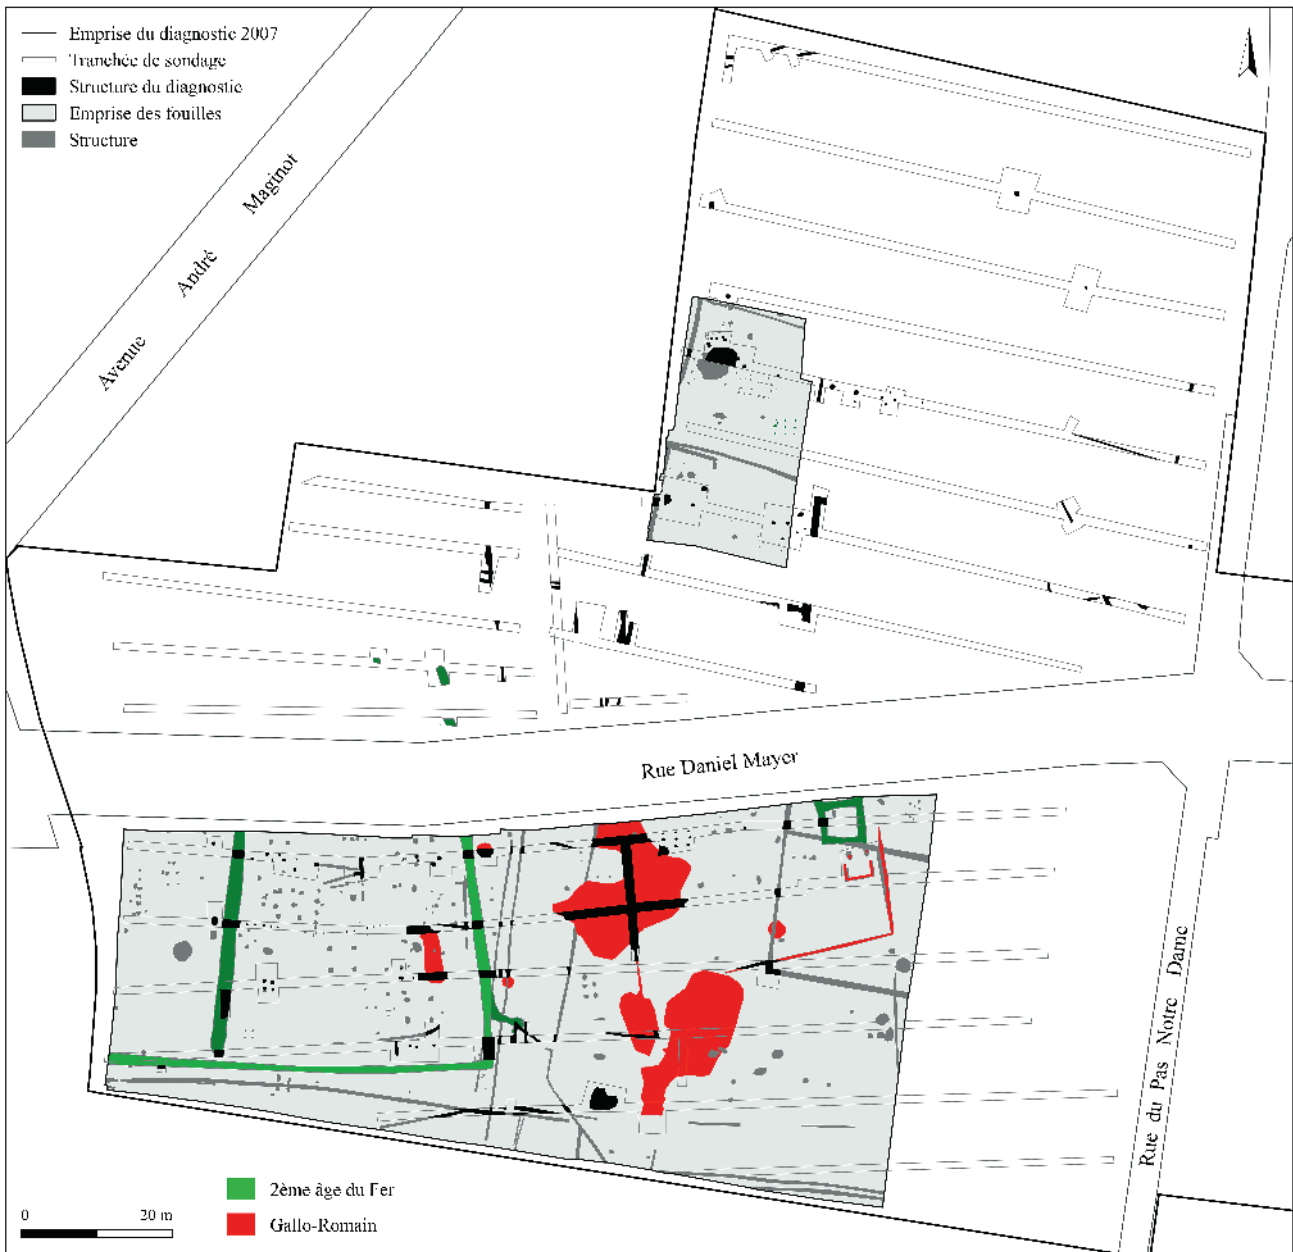 Emprise du diagnostic 2007
Tranchée de sondage
Structure du diagnostic
Emprise des fouilles
Structure
Avenue André Maginot
Rue Daniel Mayer
Rue du Pas Notre Dame
2ème âge du Fer
Gallo-Romain
0 20 m